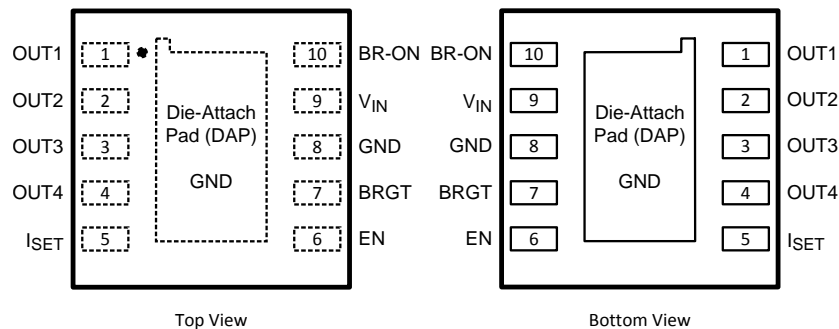 OUT1 1 10 BR-ON BR-ON 10 1 OUT1
OUT2 2 9 VIN VIN 9 2 OUT2
Die-Attach Die-Attach
Pad (DAP) Pad (DAP)
OUT3 3 8 GND GND 8 3 OUT3
GND GND
OUT4 4 7 BRGT BRGT 7 4 OUT4
ISET 5 6 EN EN 6 5 ISET
Top View Bottom View